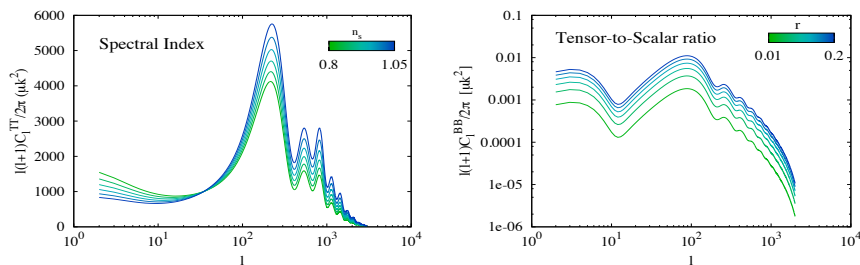 6000
5000
4000
3000
2000
1000
0
l(l+1)C_l^TT/2π (μk²)
Spectral Index
n_s
0.8 1.05
10^0 10^1 10^2 10^3 10^4
l
0.1
0.01
0.001
0.0001
1e-05
1e-06
l(l+1)C_l^BB/2π [μk²]
Tensor-to-Scalar ratio
r
0.01 0.2
10^0 10^1 10^2 10^3 10^4
l